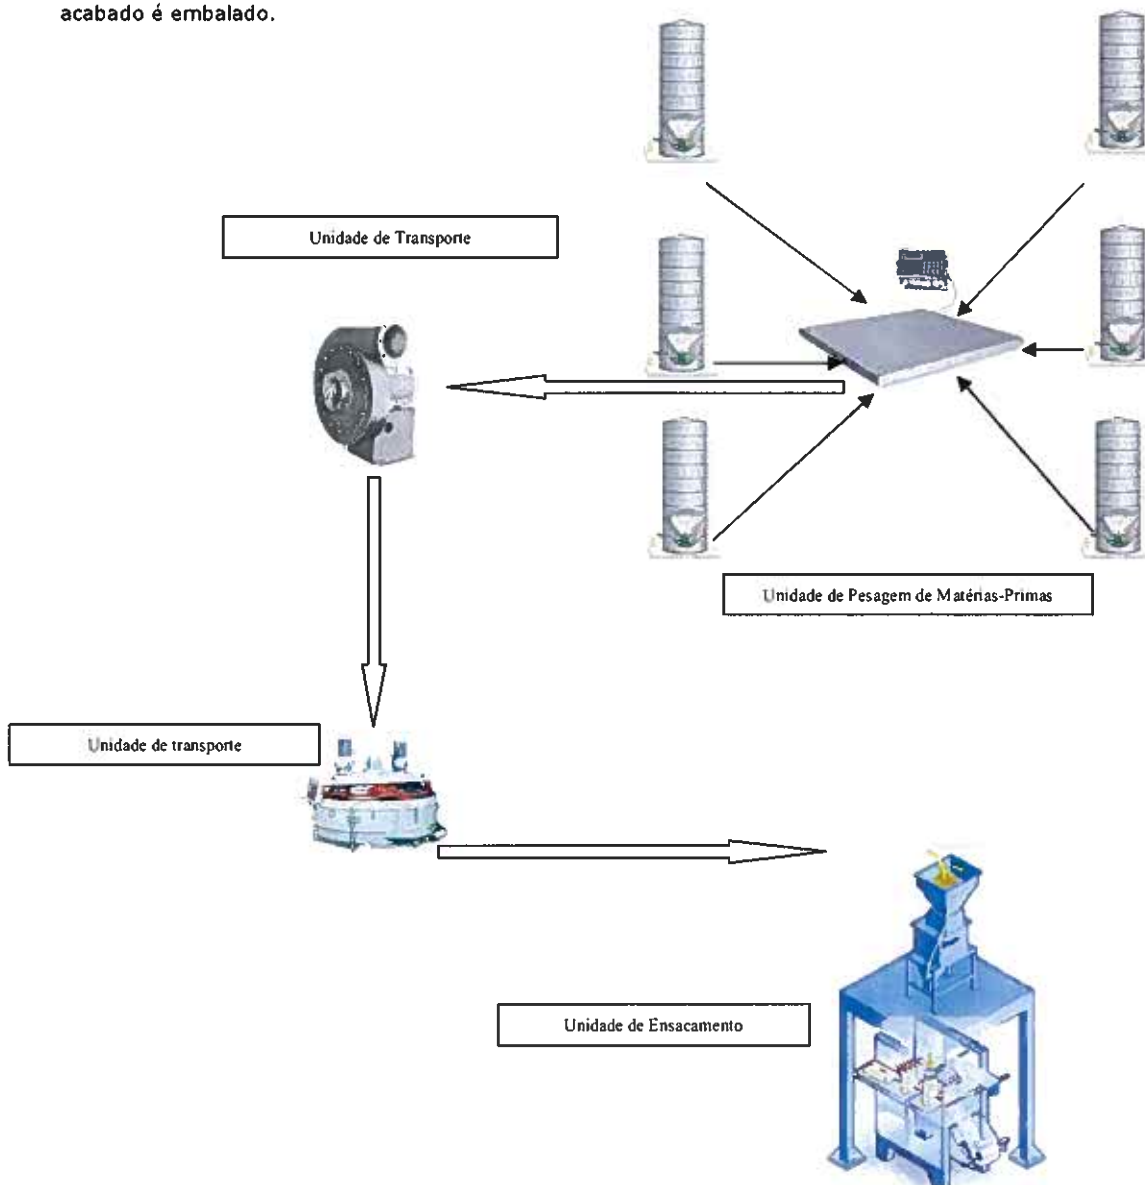 acabado é embalado.
Unidade de Transporte
Unidade de Pesagem de Matérias-Primas
Unidade de transporte
Unidade de Ensacamento